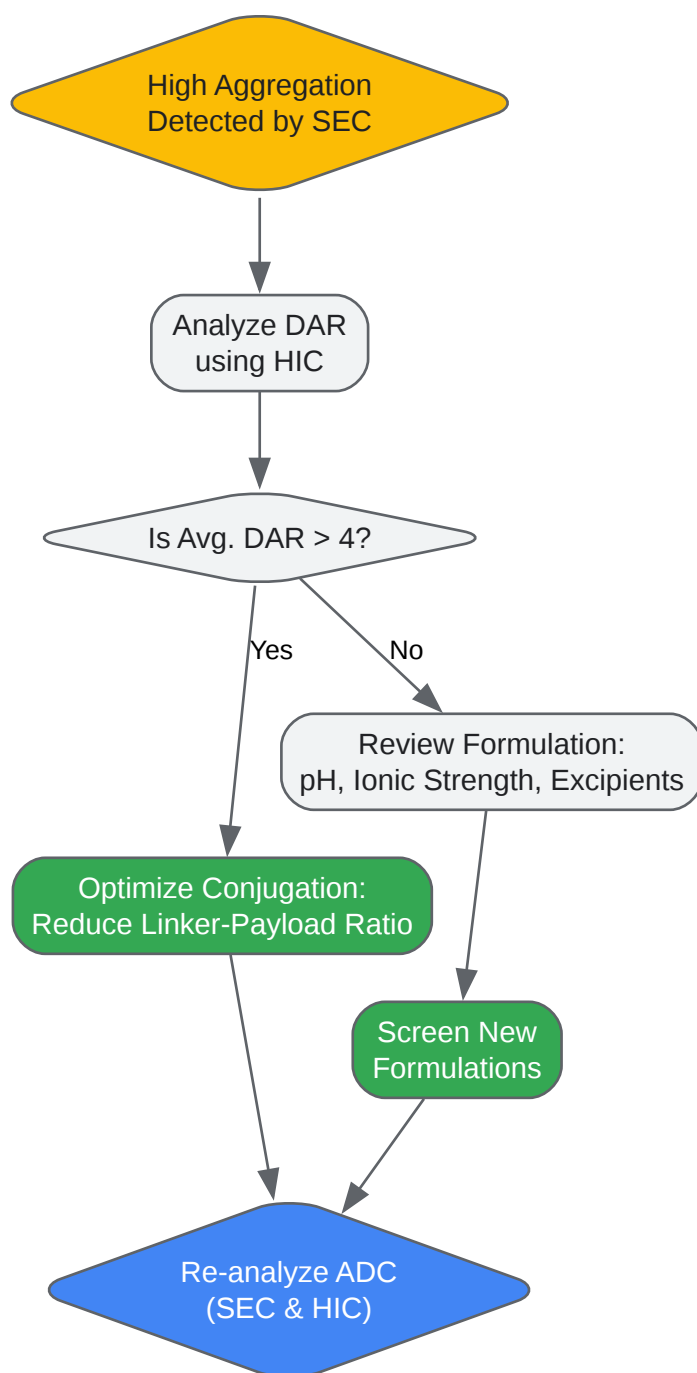 High Aggregation
Detected by SEC
Analyze DAR
using HIC
Is Avg. DAR > 4?
Yes
No
Review Formulation:
pH, Ionic Strength, Excipients
Optimize Conjugation:
Reduce Linker-Payload Ratio
Screen New
Formulations
Re-analyze ADC
(SEC & HIC)